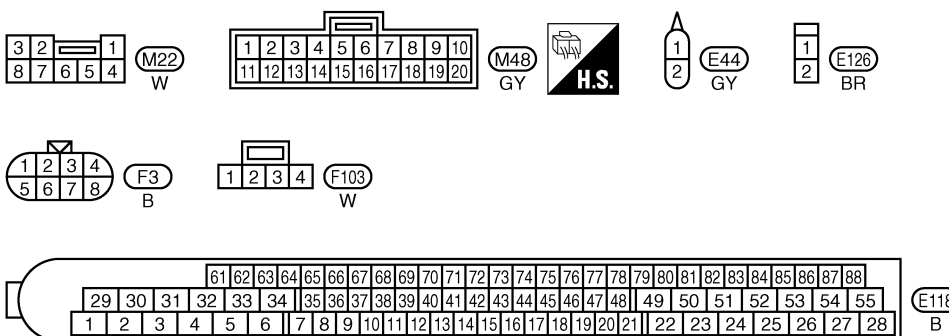 3 2 1 M22
8 7 6 5 4 W
1 2 3 4 5 6 7 8 9 10 M48
11 12 13 14 15 16 17 18 19 20 GY
H.S.
1 E44
2 GY
1 E126
2 BR
1 2 3 4 F3
5 6 7 8 B
1 2 3 4 F103
W
61 62 63 64 65 66 67 68 69 70 71 72 73 74 75 76 77 78 79 80 81 82 83 84 85 86 87 88
29 30 31 32 33 34 35 36 37 38 39 40 41 42 43 44 45 46 47 48 49 50 51 52 53 54 55 E118
1 2 3 4 5 6 7 8 9 10 11 12 13 14 15 16 17 18 19 20 21 22 23 24 25 26 27 28 B